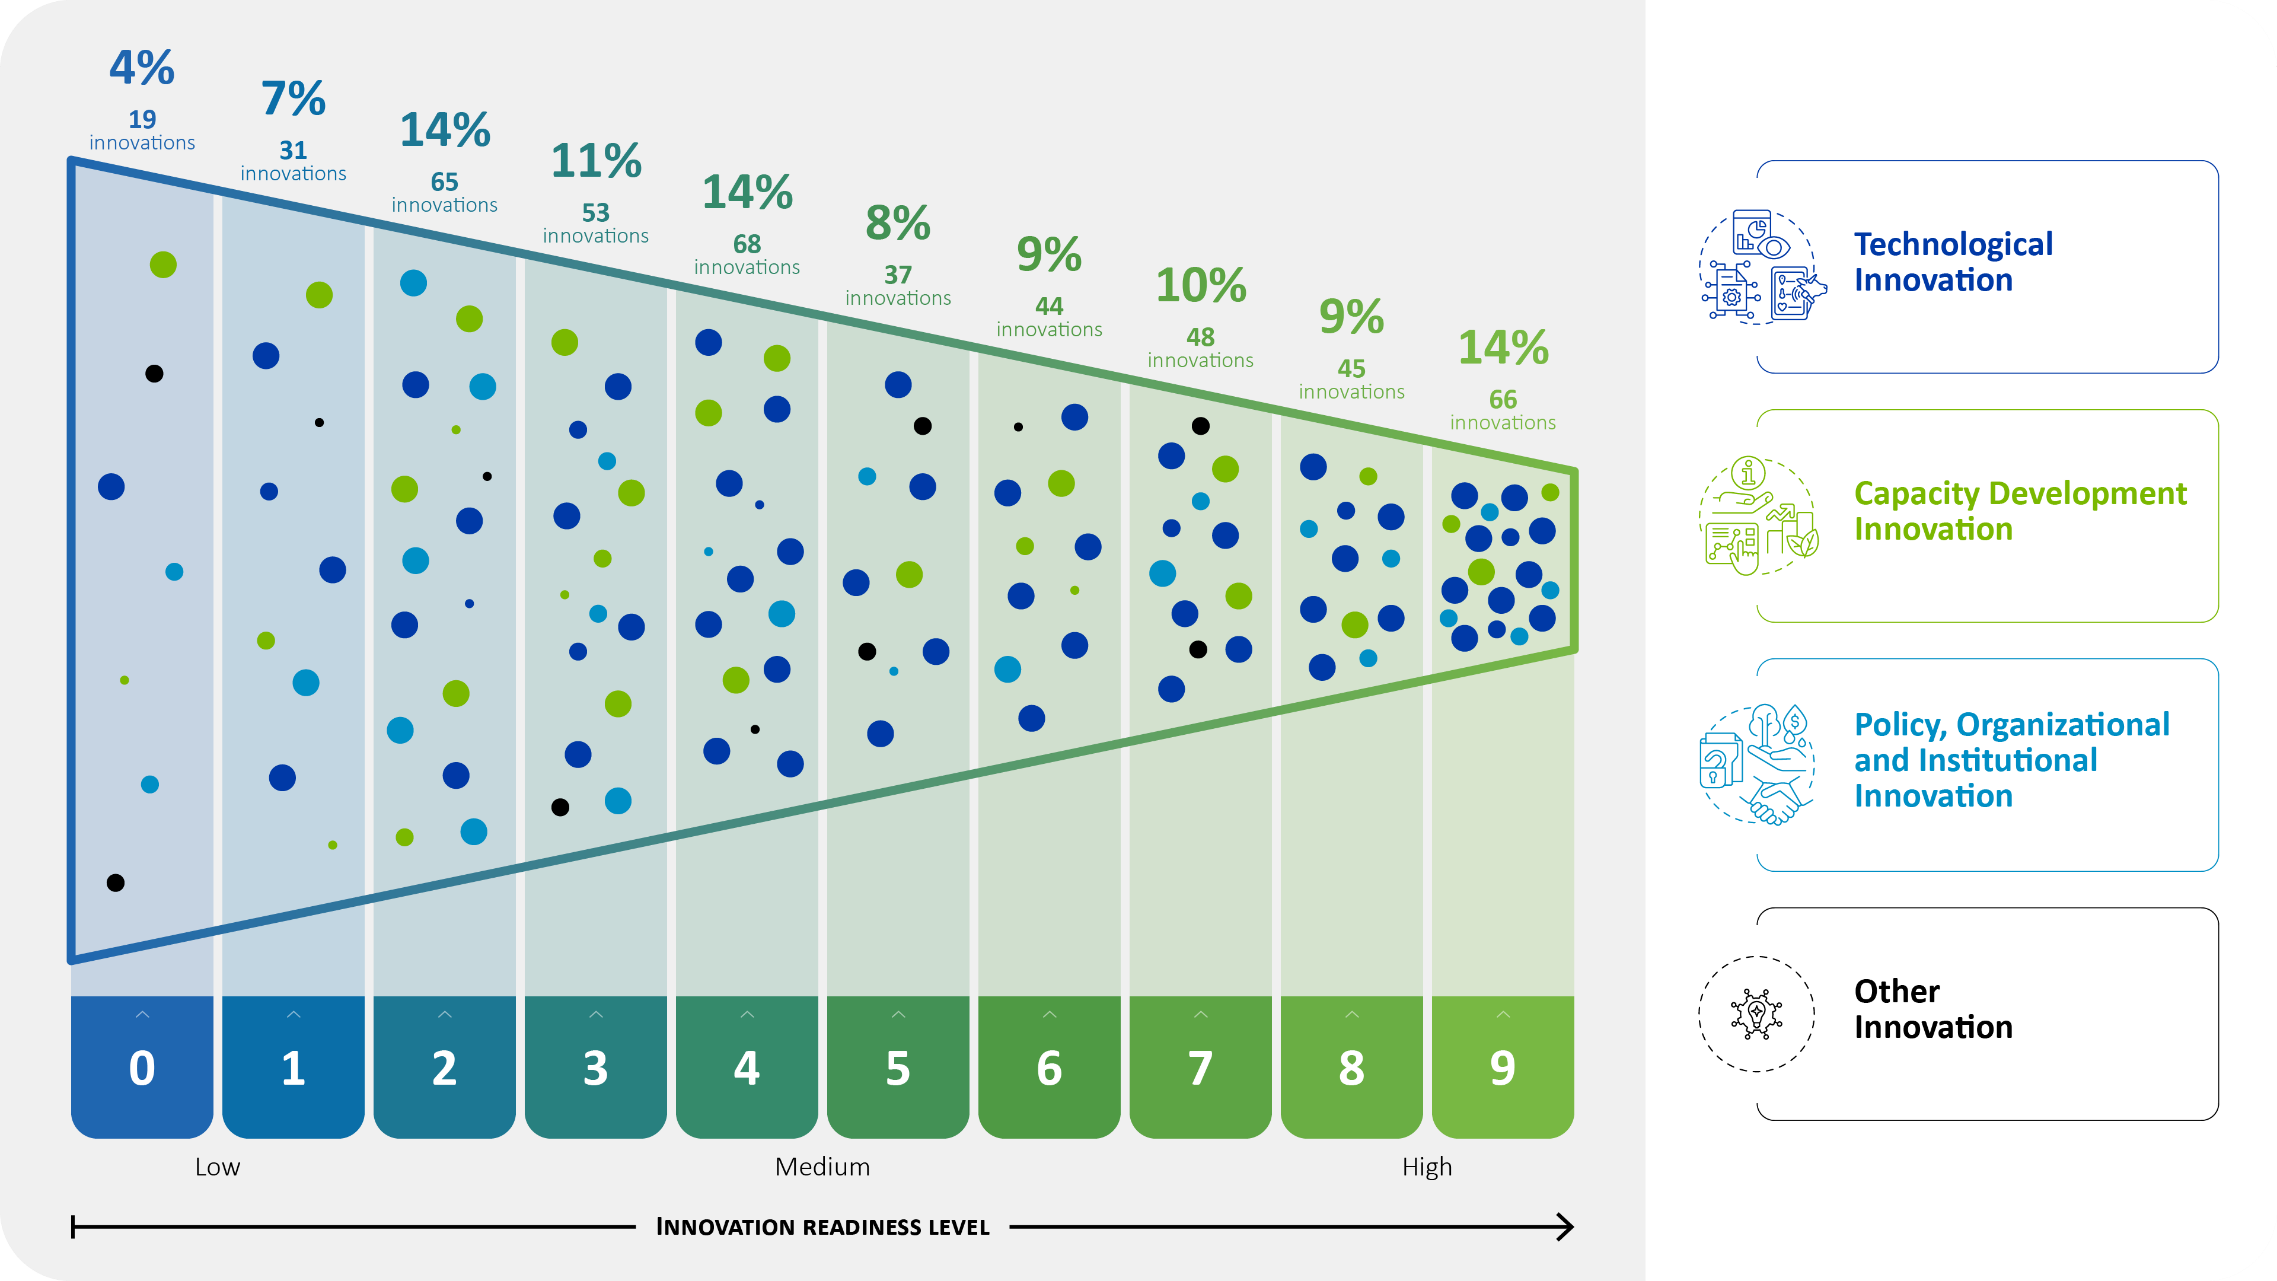 4%
19
innovations
7%
31
innovations
14%
65
innovations
11%
53
innovations
14%
68
innovations
8%
37
innovations
9%
44
innovations
10%
48
innovations
9%
45
innovations
14%
66
innovations
0
1
2
3
4
5
6
7
8
9
Low
Medium
High
INNOVATION READINESS LEVEL
Technological
Innovation
Capacity Development
Innovation
Policy, Organizational
and Institutional
Innovation
Other
Innovation